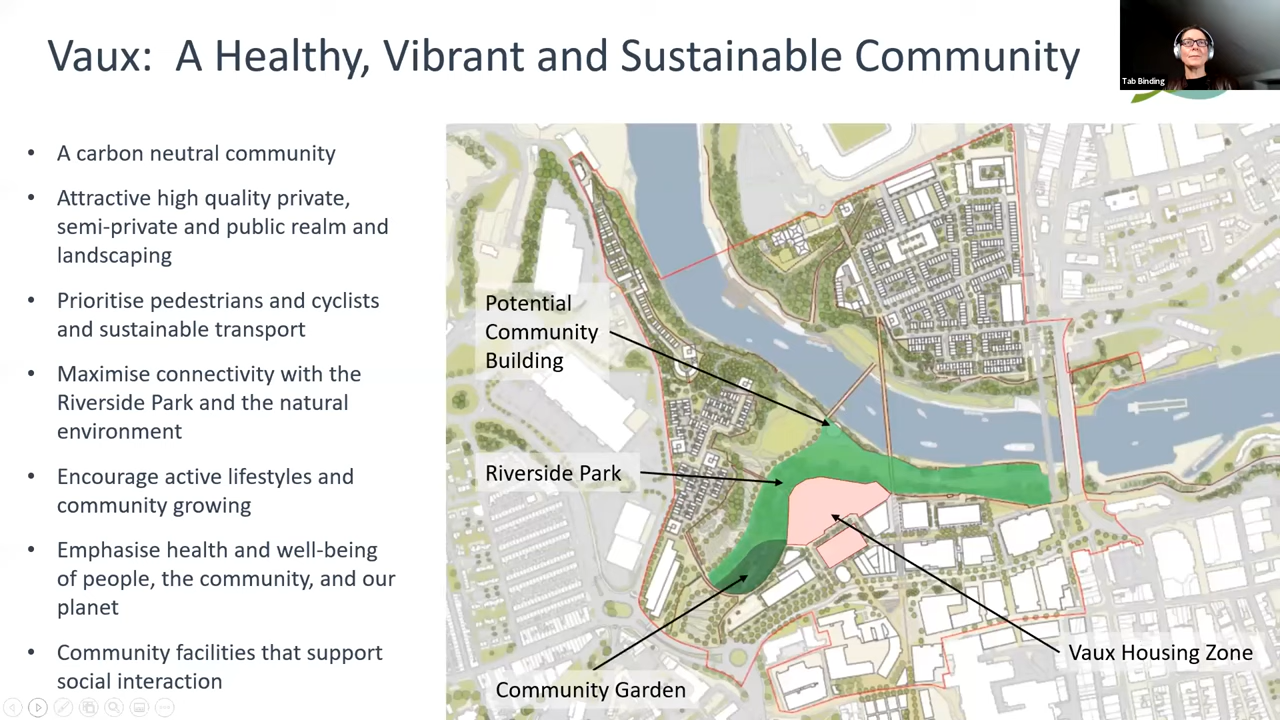 Vaux:  A Healthy, Vibrant and Sustainable Community
Tab Binding
• A carbon neutral community
• Attractive high quality private,
semi-private and public realm and
landscaping
• Prioritise pedestrians and cyclists
and sustainable transport
• Maximise connectivity with the
Riverside Park and the natural
environment
• Encourage active lifestyles and
community growing
• Emphasise health and well-being
of people, the community, and our
planet
• Community facilities that support
social interaction
Potential
Community
Building
Riverside Park
Community Garden
Vaux Housing Zone